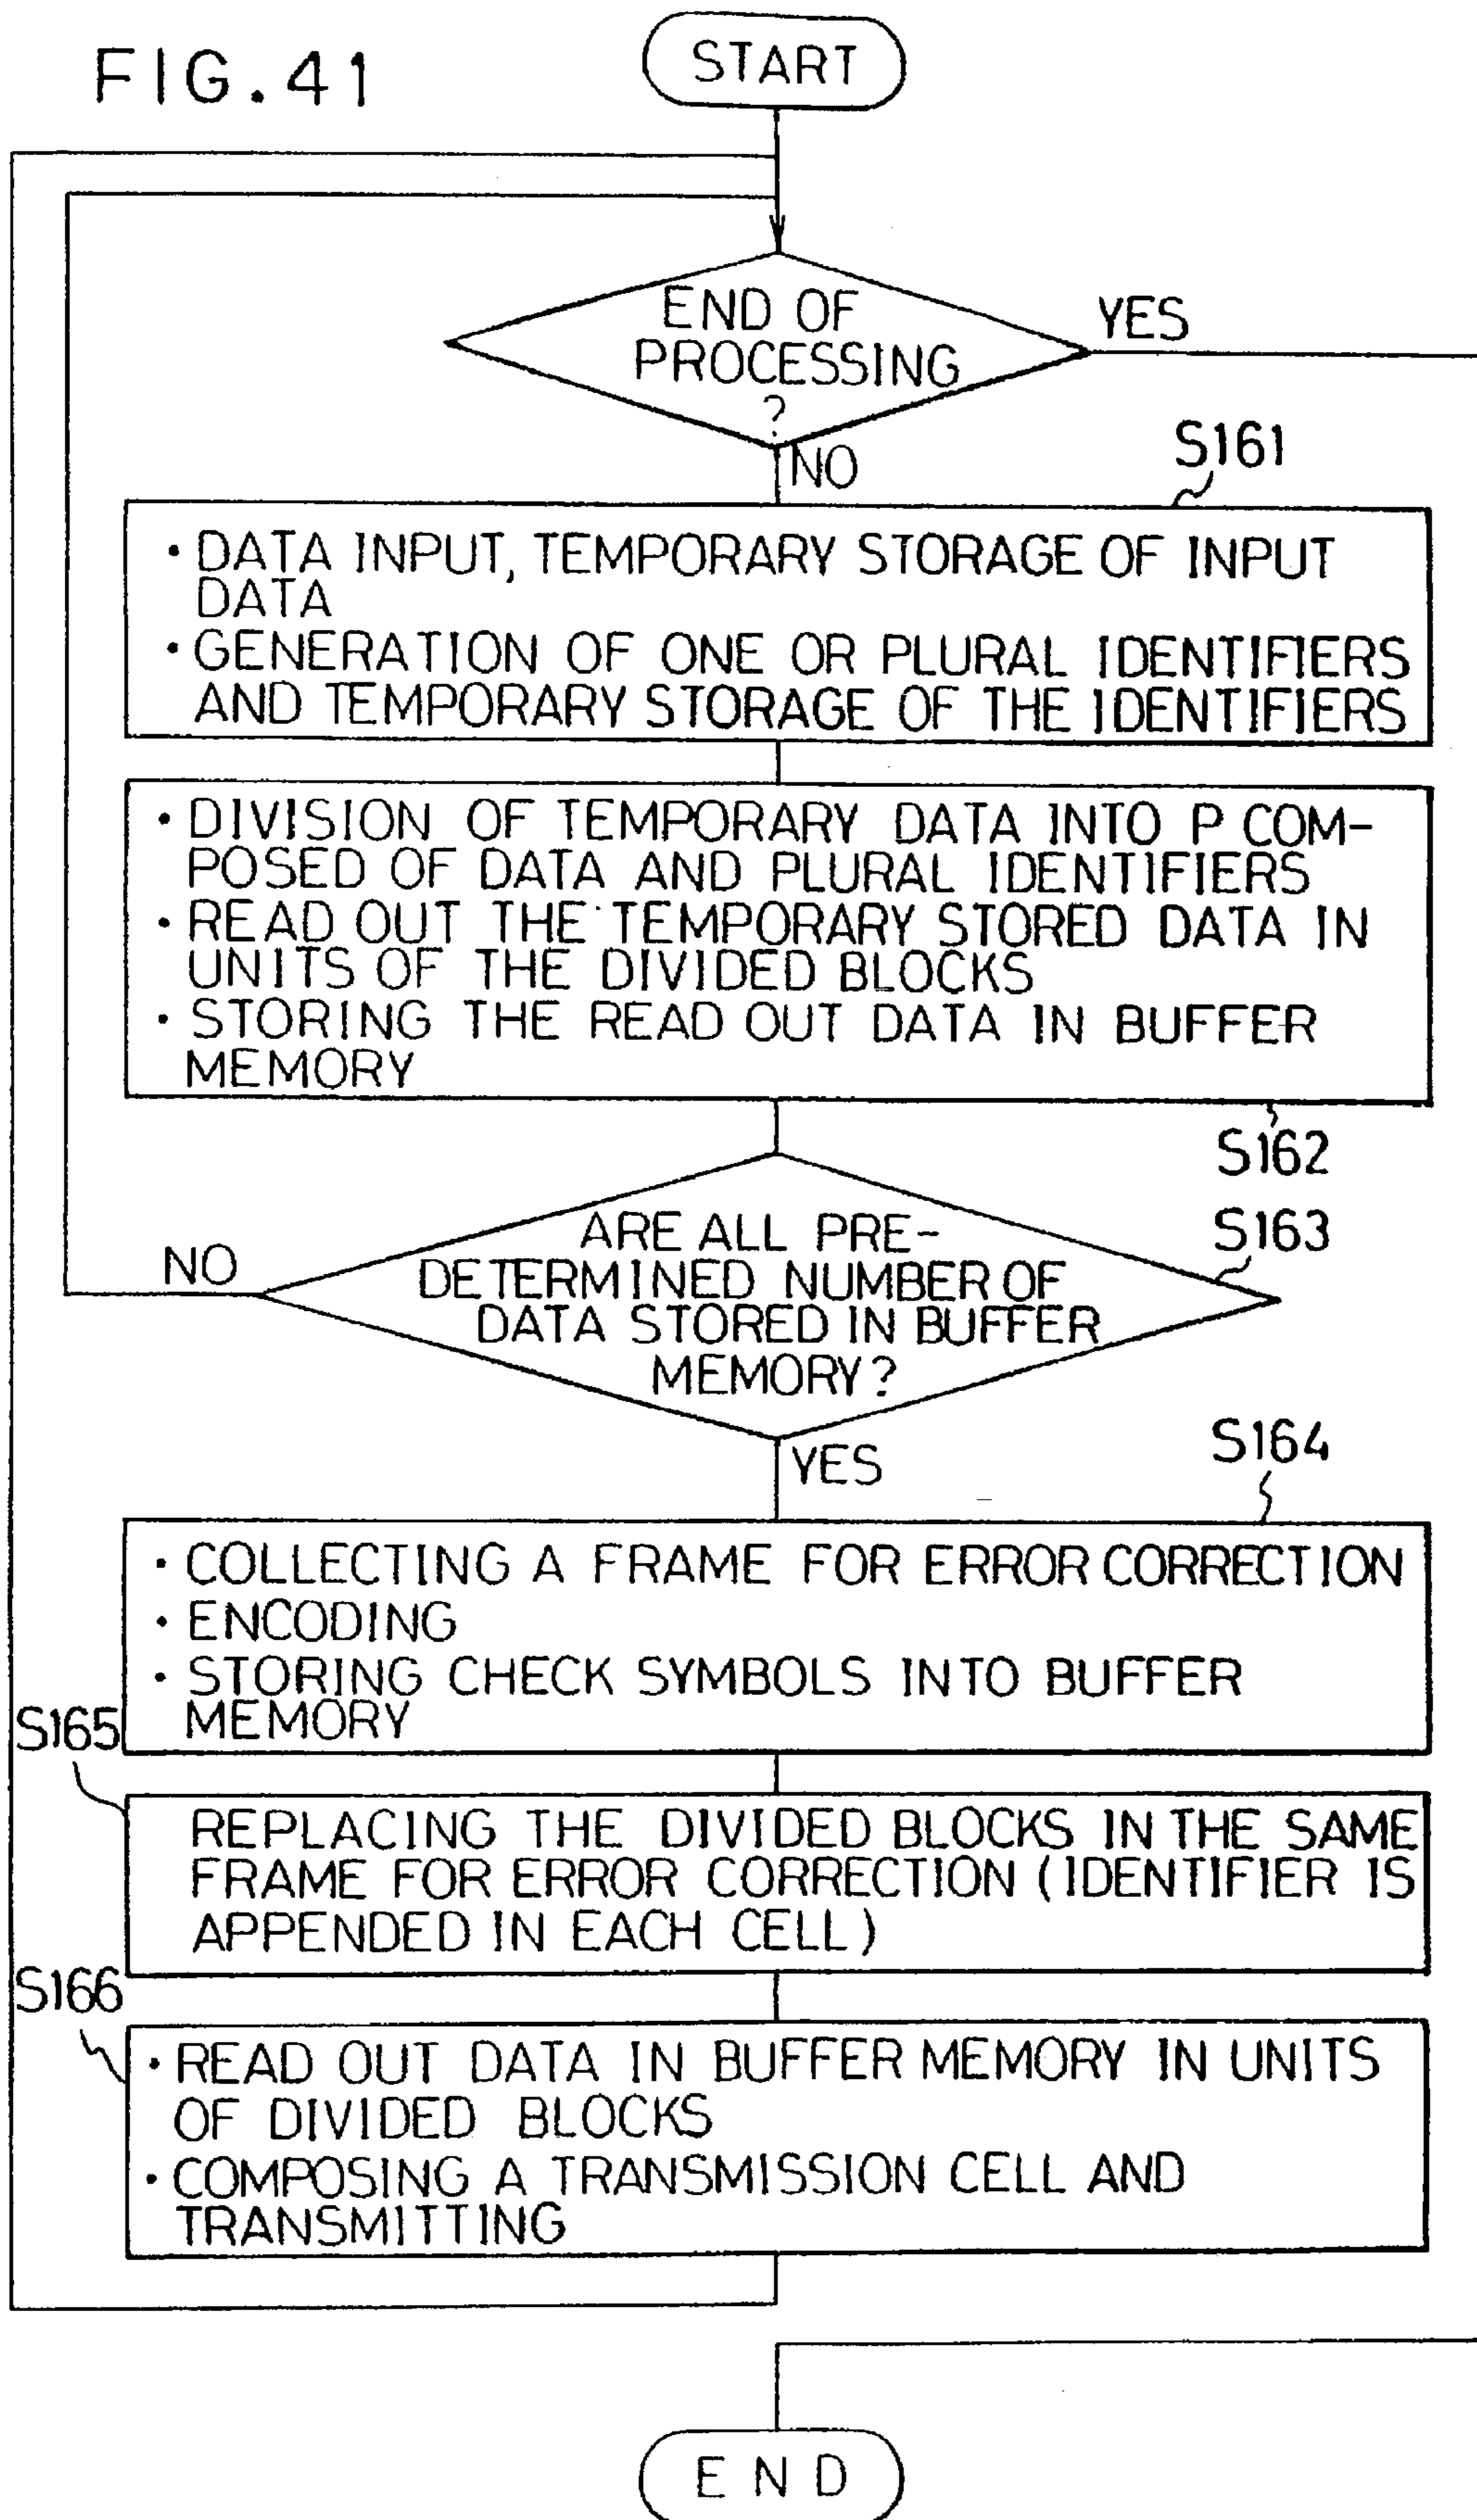 FIG. 41
START
END OF
PROCESSING
?
YES
NO
S161
· DATA INPUT, TEMPORARY STORAGE OF INPUT
DATA
· GENERATION OF ONE OR PLURAL IDENTIFIERS
AND TEMPORARY STORAGE OF THE IDENTIFIERS
· DIVISION OF TEMPORARY DATA INTO P COM-
POSED OF DATA AND PLURAL IDENTIFIERS
· READ OUT THE TEMPORARY STORED DATA IN
UNITS OF THE DIVIDED BLOCKS
· STORING THE READ OUT DATA IN BUFFER
MEMORY
S162
S163
ARE ALL PRE-
DETERMINED NUMBER OF
DATA STORED IN BUFFER
MEMORY?
NO
YES
S164
· COLLECTING A FRAME FOR ERROR CORRECTION
· ENCODING
· STORING CHECK SYMBOLS INTO BUFFER
MEMORY
S165
REPLACING THE DIVIDED BLOCKS IN THE SAME
FRAME FOR ERROR CORRECTION (IDENTIFIER IS
APPENDED IN EACH CELL)
S166
· READ OUT DATA IN BUFFER MEMORY IN UNITS
OF DIVIDED BLOCKS
· COMPOSING A TRANSMISSION CELL AND
TRANSMITTING
END